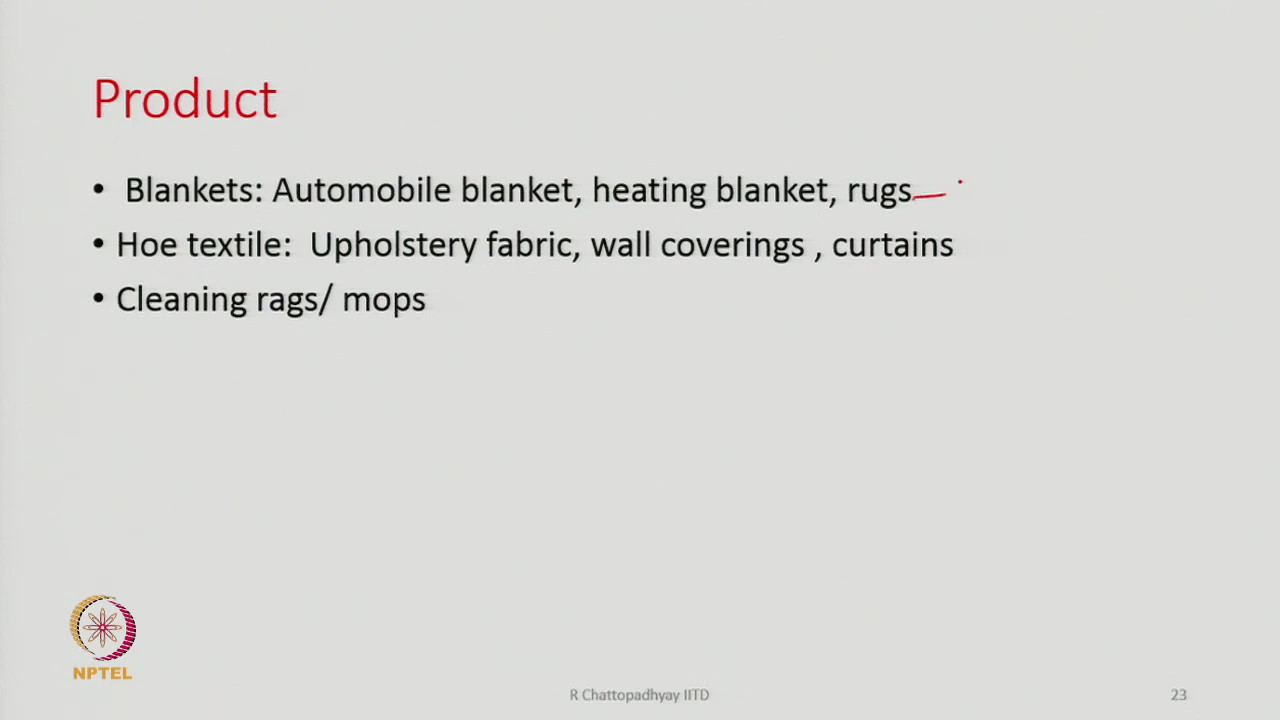 Product
• Blankets: Automobile blanket, heating blanket, rugs
• Hoe textile: Upholstery fabric, wall coverings , curtains
• Cleaning rags/ mops
NPTEL
R Chattopadhyay IITD
23